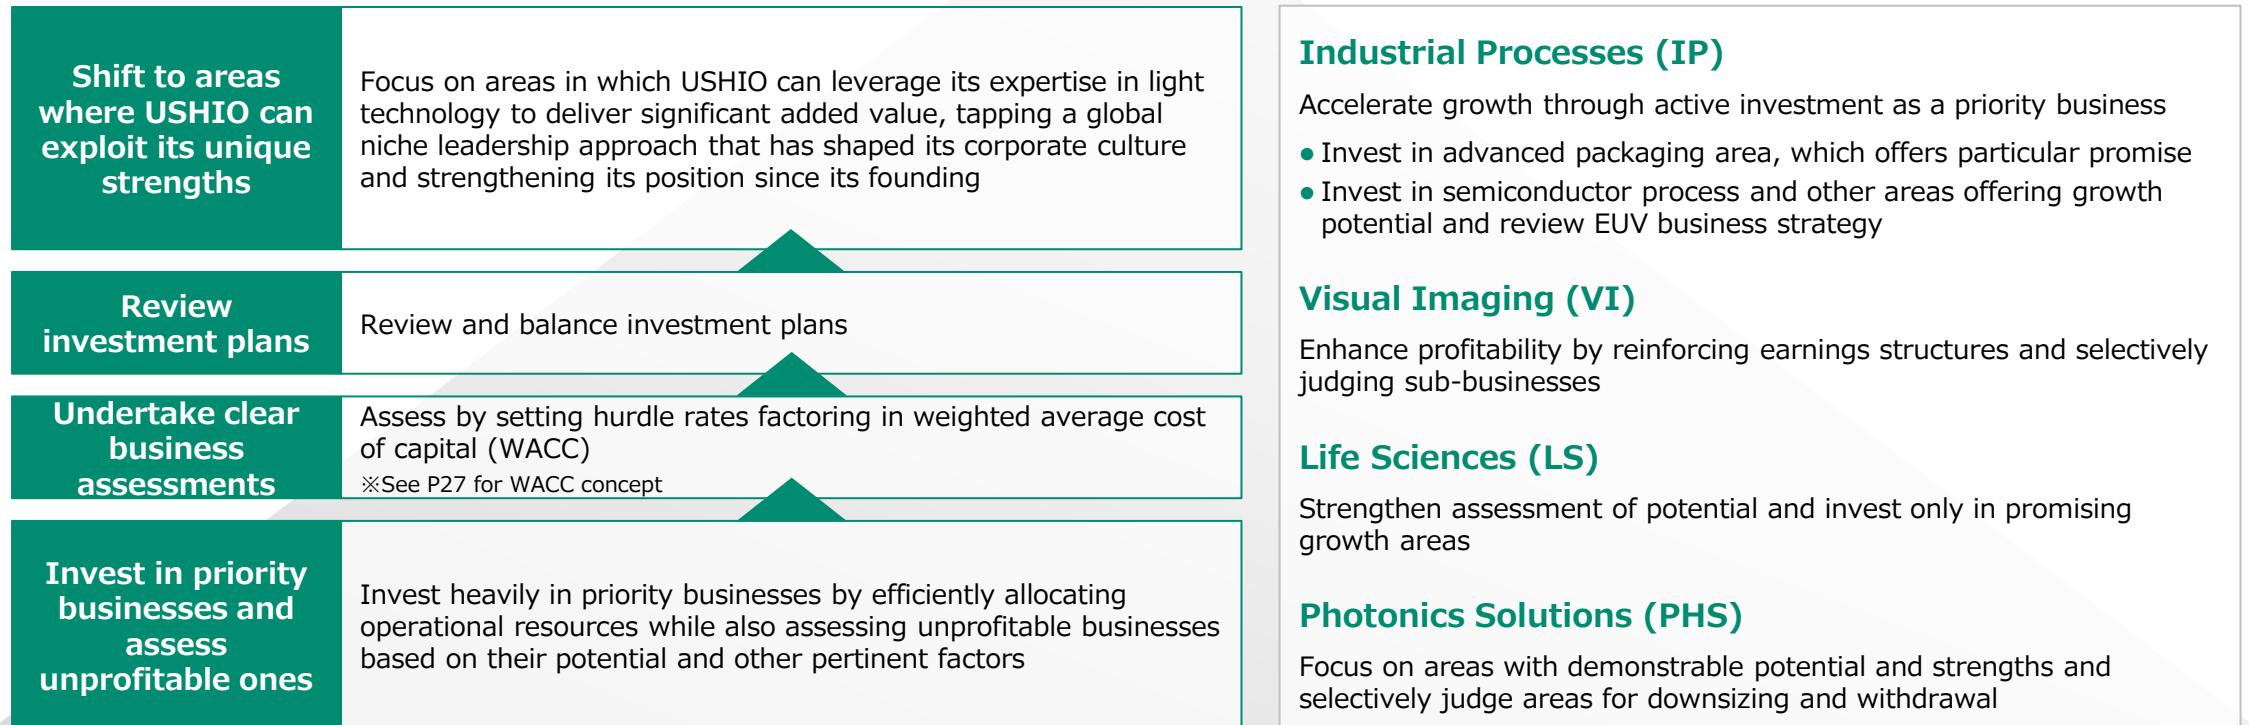 Shift to areas
where USHIO can
exploit its unique
strengths
Focus on areas in which USHIO can leverage its expertise in light
technology to deliver significant added value, tapping a global
niche leadership approach that has shaped its corporate culture
and strengthening its position since its founding
Review
investment plans
Review and balance investment plans
Undertake clear
business
assessments
Assess by setting hurdle rates factoring in weighted average cost
of capital (WACC)
※See P27 for WACC concept
Invest in priority
businesses and
assess
unprofitable ones
Invest heavily in priority businesses by efficiently allocating
operational resources while also assessing unprofitable businesses
based on their potential and other pertinent factors
Industrial Processes (IP)
Accelerate growth through active investment as a priority business
● Invest in advanced packaging area, which offers particular promise
● Invest in semiconductor process and other areas offering growth
potential and review EUV business strategy
Visual Imaging (VI)
Enhance profitability by reinforcing earnings structures and selectively
judging sub-businesses
Life Sciences (LS)
Strengthen assessment of potential and invest only in promising
growth areas
Photonics Solutions (PHS)
Focus on areas with demonstrable potential and strengths and
selectively judge areas for downsizing and withdrawal